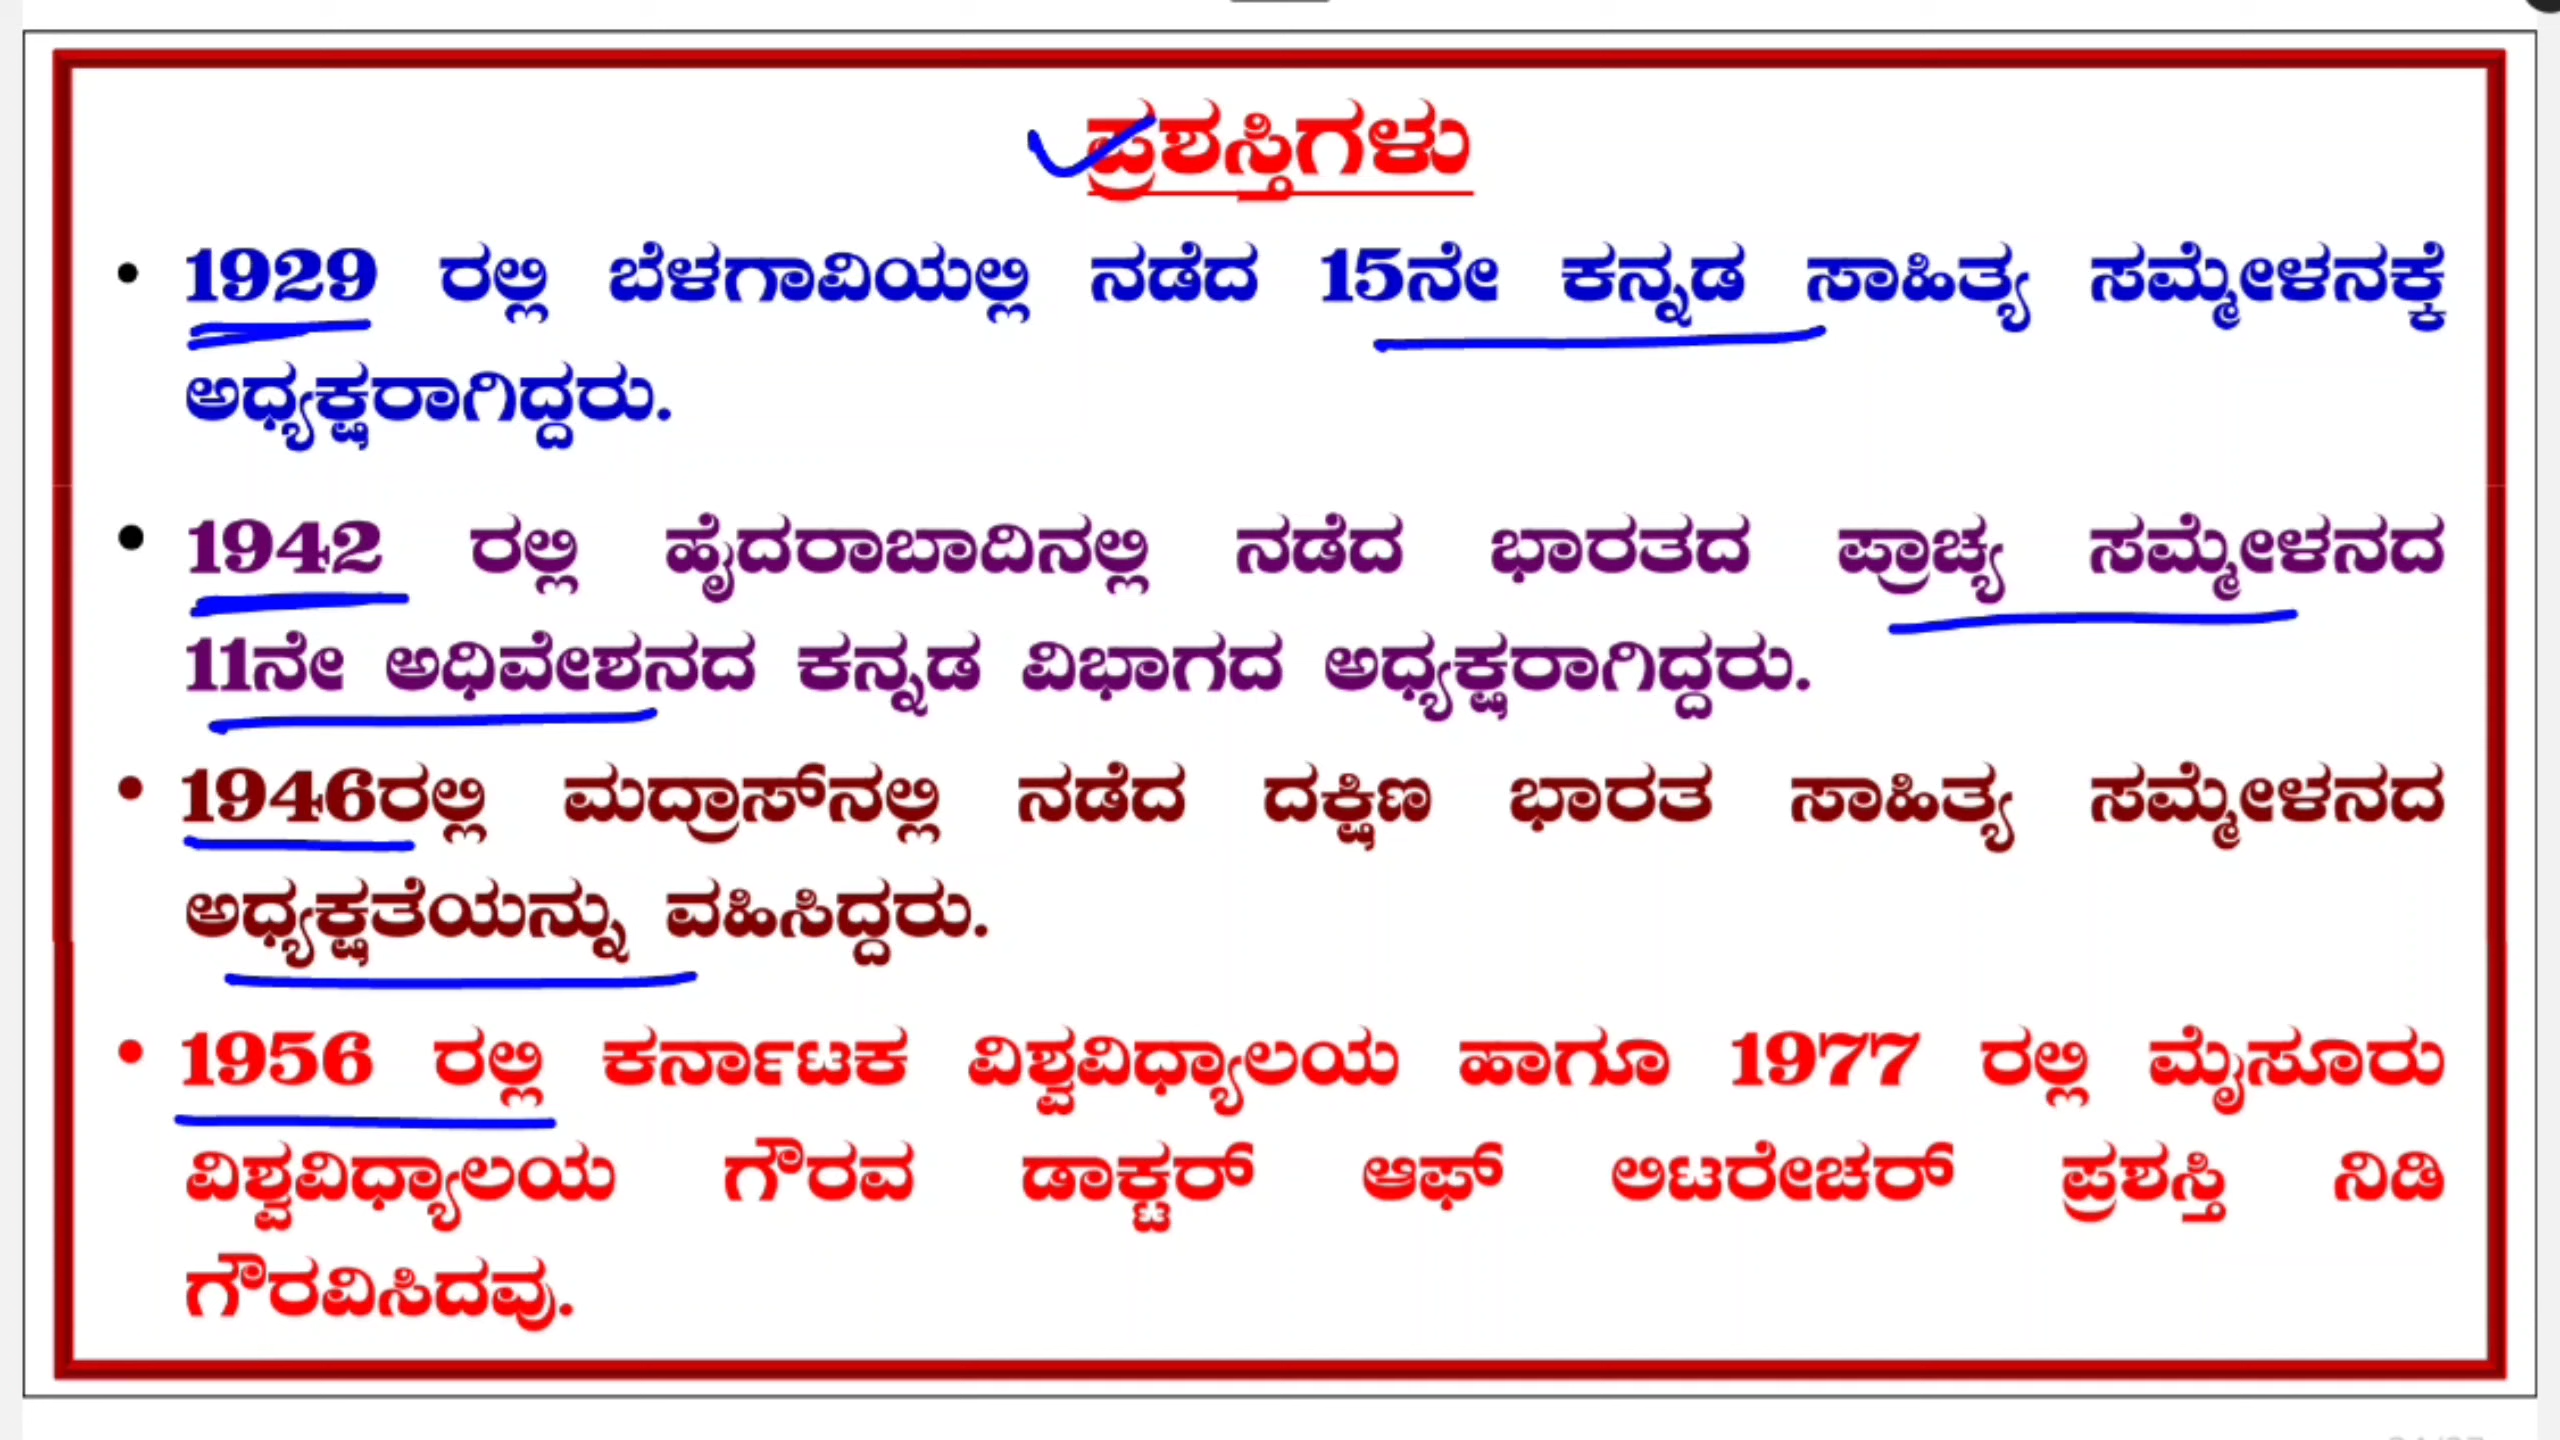 ಪ್ರಶಸ್ತಿಗಳು
• 1929 ರಲ್ಲಿ ಬೆಳಗಾವಿಯಲ್ಲಿ ನಡೆದ 15ನೇ ಕನ್ನಡ ಸಾಹಿತ್ಯ ಸಮ್ಮೇಳನಕ್ಕೆ
ಅಧ್ಯಕ್ಷರಾಗಿದ್ದರು.
• 1942 ರಲ್ಲಿ ಹೈದರಾಬಾದಿನಲ್ಲಿ ನಡೆದ ಭಾರತದ ಪ್ರಾಚ್ಯ ಸಮ್ಮೇಳನದ
11ನೇ ಅಧಿವೇಶನದ ಕನ್ನಡ ವಿಭಾಗದ ಅಧ್ಯಕ್ಷರಾಗಿದ್ದರು.
• 1946ರಲ್ಲಿ ಮದ್ರಾಸ್‌ನಲ್ಲಿ ನಡೆದ ದಕ್ಷಿಣ ಭಾರತ ಸಾಹಿತ್ಯ ಸಮ್ಮೇಳನದ
ಅಧ್ಯಕ್ಷತೆಯನ್ನು ವಹಿಸಿದ್ದರು.
• 1956 ರಲ್ಲಿ ಕರ್ನಾಟಕ ವಿಶ್ವವಿಧ್ಯಾಲಯ ಹಾಗೂ 1977 ರಲ್ಲಿ ಮೈಸೂರು
ವಿಶ್ವವಿಧ್ಯಾಲಯ ಗೌರವ ಡಾಕ್ಟರ್ ಆಫ್ ಲಿಟರೇಚರ್ ಪ್ರಶಸ್ತಿ ನಿಡಿ
ಗೌರವಿಸಿದವು.